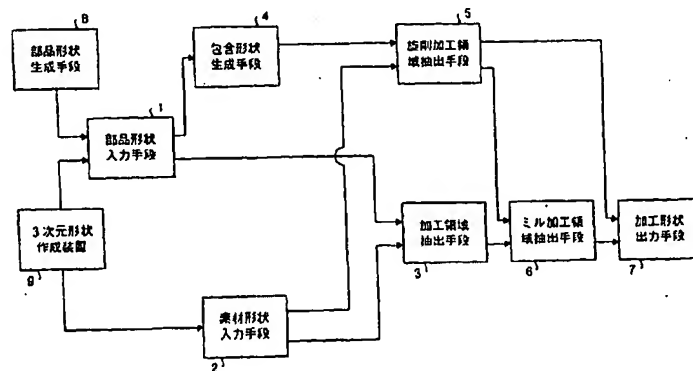 8
部品形状
生成手段
4
包含形状
生成手段
5
旋削加工領
域抽出手段
1
部品形状
入力手段
3次元形状
作成装置
9
加工領域
抽出手段
3
ミル加工領
域抽出手段
6
加工形状
出力手段
7
素材形状
入力手段
2